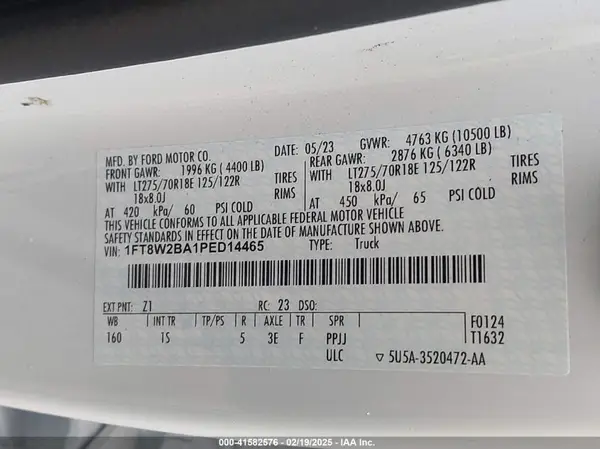 MFD. BY FORD MOTOR CO. DATE: 05/23 GVWR: 4763 KG (10500 LB)
FRONT GAWR: 1996 KG (4400 LB) REAR GAWR: 2876 KG (6340 LB)
WITH LT275/70R18E 125/122R TIRES WITH LT275/70R18E 125/122R TIRES
18x8.0J RIMS 18x8.0J RIMS
AT 420 kPa/ 60 PSI COLD AT 450 kPa/ 65 PSI COLD
THIS VEHICLE CONFORMS TO ALL APPLICABLE FEDERAL MOTOR VEHICLE
SAFETY STANDARDS IN EFFECT ON THE DATE OF MANUFACTURE SHOWN ABOVE.
VIN: 1FT8W2BA1PED14465 TYPE: Truck
EXT PNT: Z1 RC: 23 DSO:
WB INT TR TP/PS R AXLE TR SPR F0124
160 1S 5 3E F PPJJ T1632
ULC ▽ 5U5A-3520472-AA
00-41582576 - 02/19/2025 - IAA Inc.